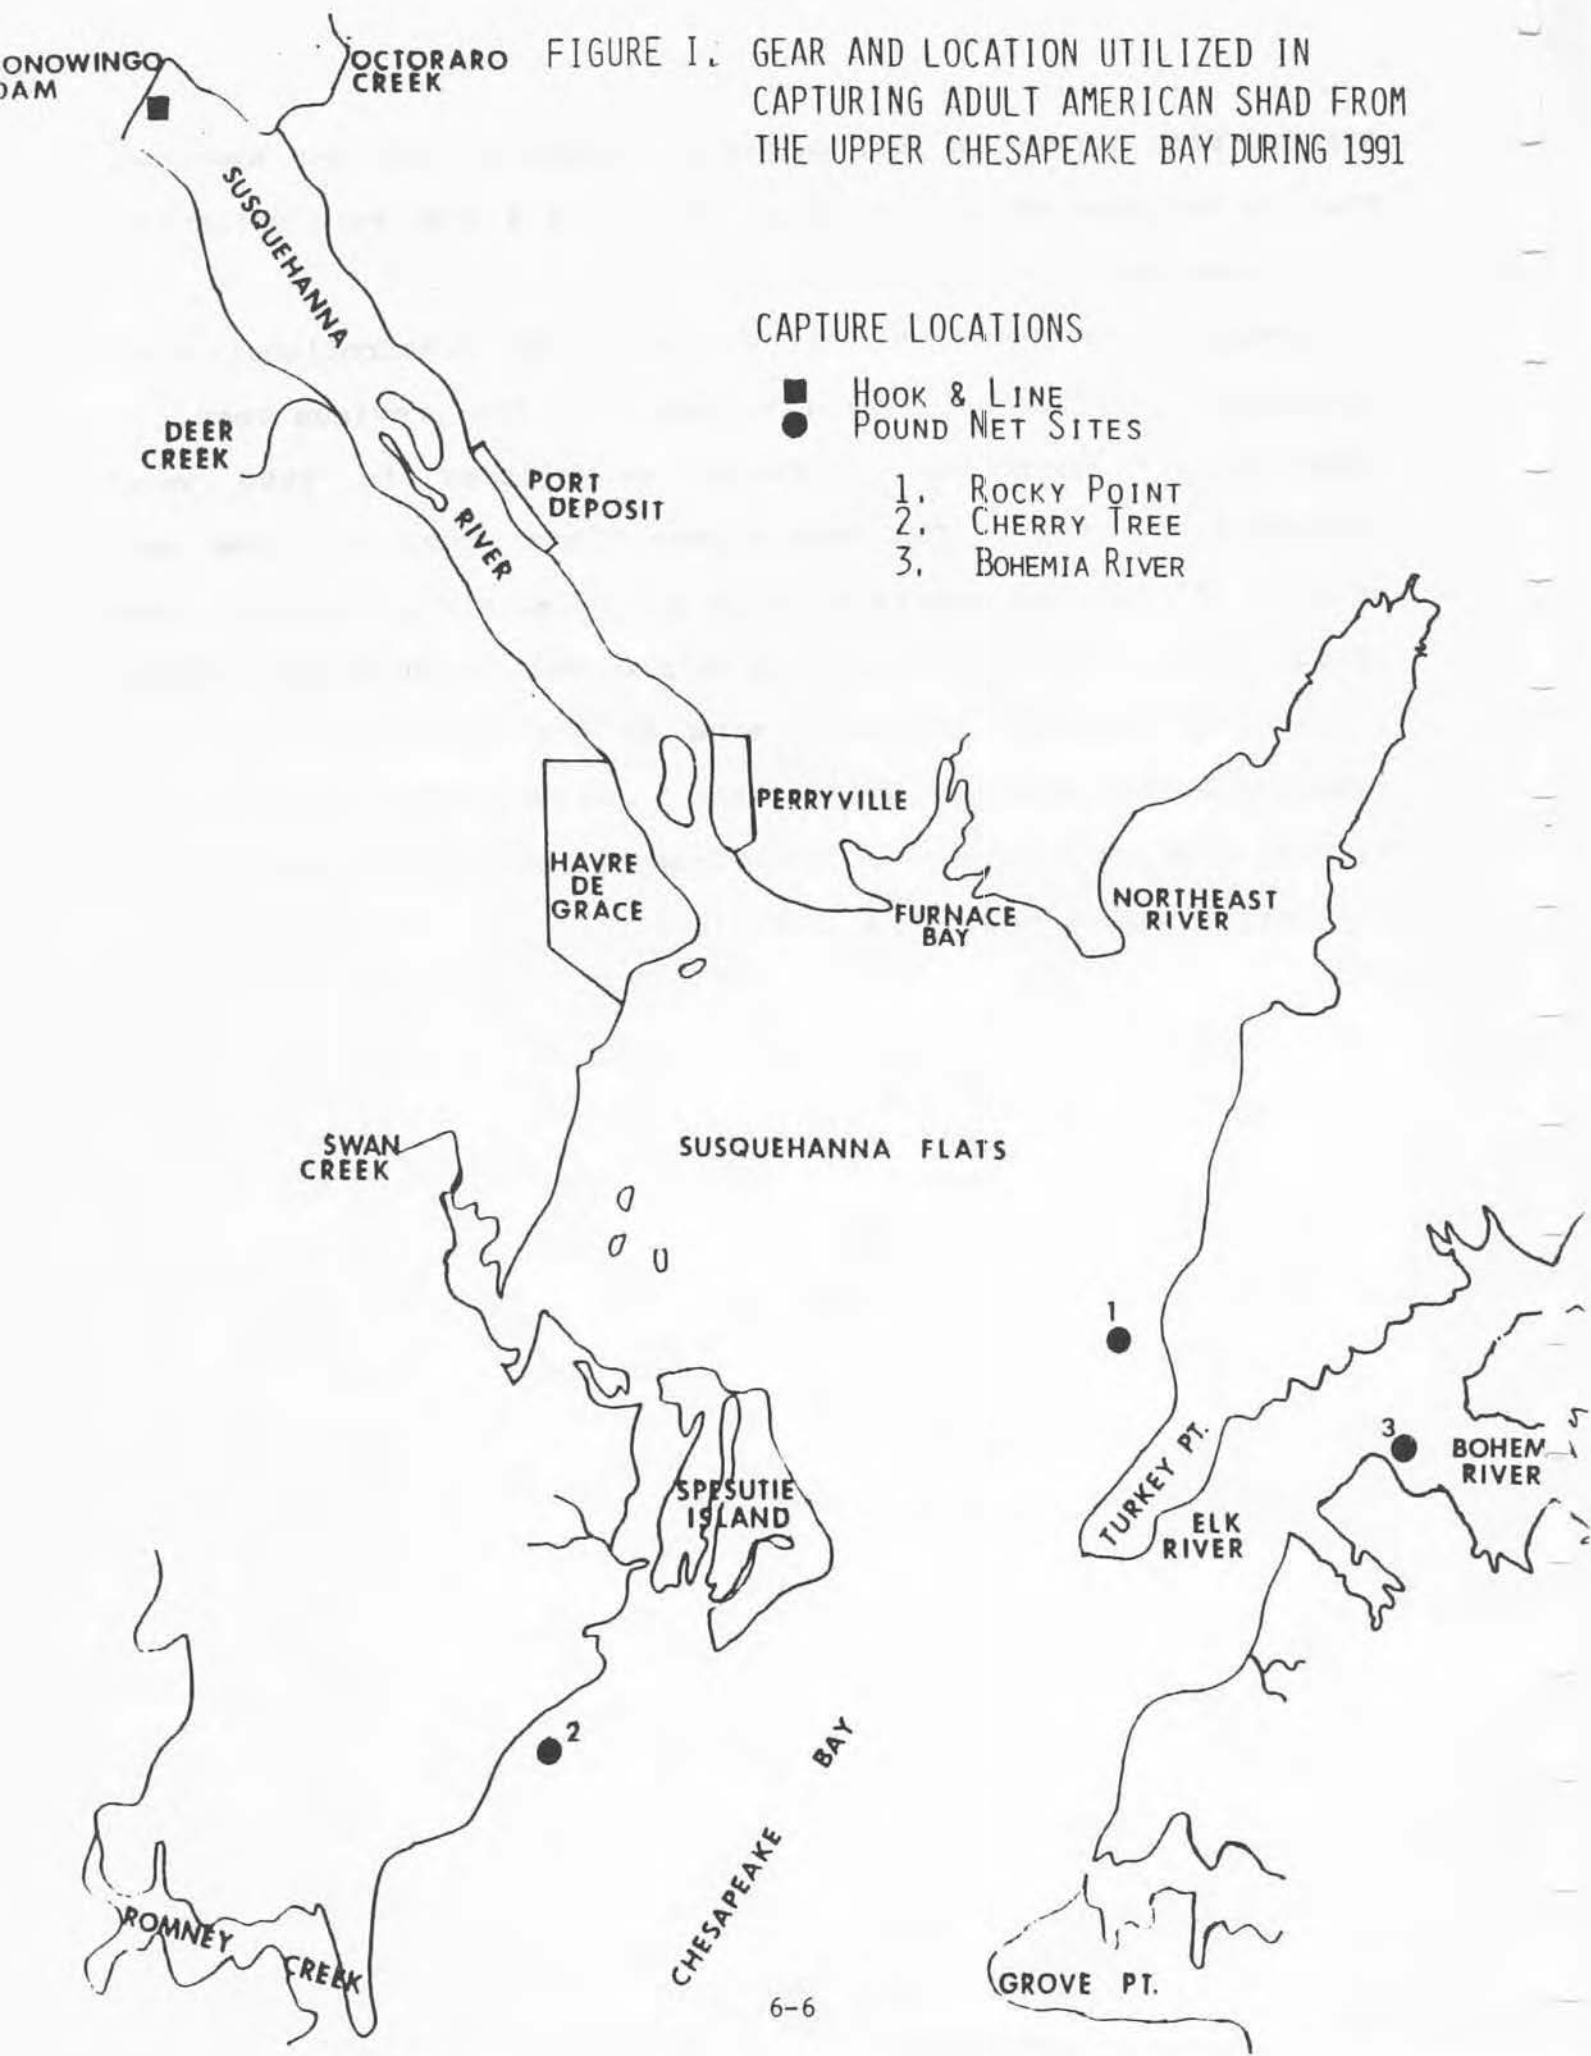 ONOWINGO
DAM
OCTORARO
CREEK
FIGURE I. GEAR AND LOCATION UTILIZED IN
CAPTURING ADULT AMERICAN SHAD FROM
THE UPPER CHESAPEAKE BAY DURING 1991
SUSQUEHANNA
RIVER
CAPTURE LOCATIONS
HOOK & LINE
POUND NET SITES
1. ROCKY POINT
2. CHERRY TREE
3. BOHEMIA RIVER
DEER
CREEK
PORT
DEPOSIT
PERRYVILLE
HAVRE
DE
GRACE
FURNACE
BAY
NORTHEAST
RIVER
SWAN
CREEK
SUSQUEHANNA FLATS
1
3
BOHEM
RIVER
TURKEY PT.
ELK
RIVER
SPESUTIE
ISLAND
2
CHESAPEAKE BAY
ROMNEY
CREEK
GROVE PT.
6-6